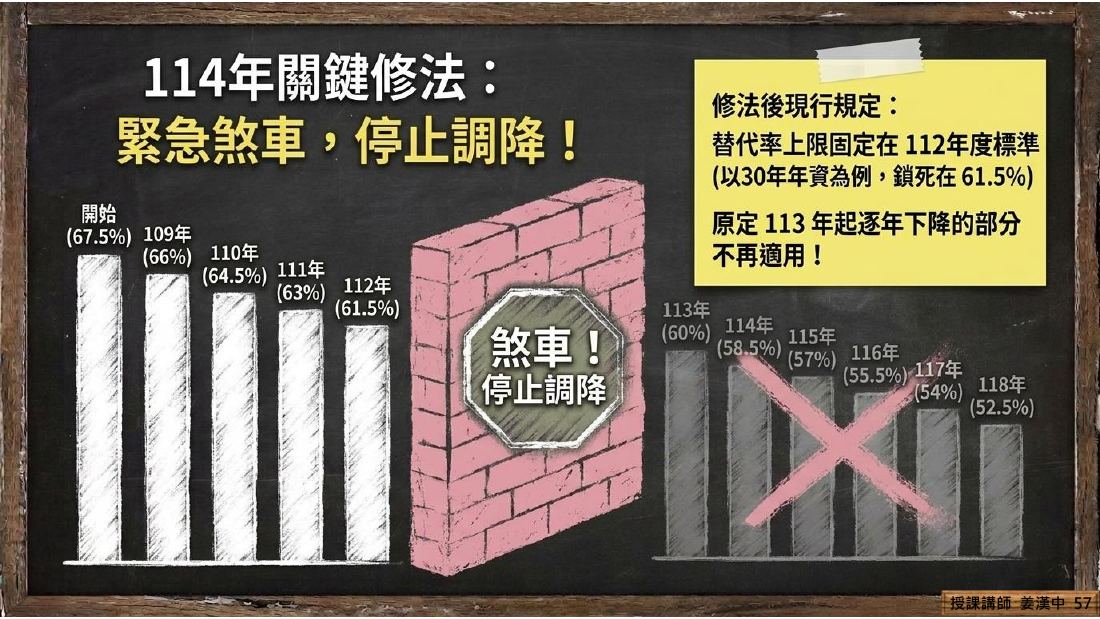 114年關鍵修法：
緊急煞車，停止調降！
修法後現行規定：
替代率上限固定在 112年度標準
(以30年年資為例，鎖死在 61.5%)
原定 113 年起逐年下降的部分
不再適用！
開始
(67.5%)
109年
(66%)
110年
(64.5%)
111年
(63%)
112年
(61.5%)
煞車！
停止調降
113年
(60%)
114年
(58.5%)
115年
(57%)
116年
(55.5%)
117年
(54%)
118年
(52.5%)
授課講師 姜漢中 57